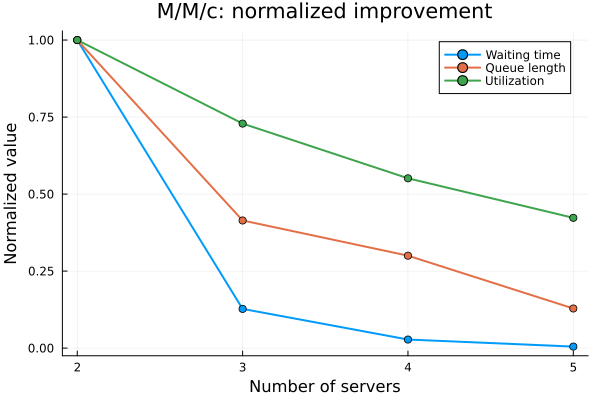 M/M/c: normalized improvement
Waiting time
Queue length
Utilization
Normalized value
1.00
0.75
0.50
0.25
0.00
2
3
4
5
Number of servers